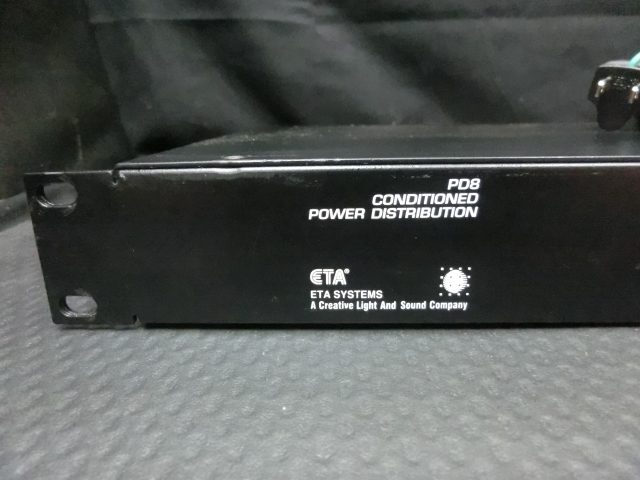 PD8
CONDITIONED
POWER DISTRIBUTION
ETA®
ETA SYSTEMS
A Creative Light And Sound Company